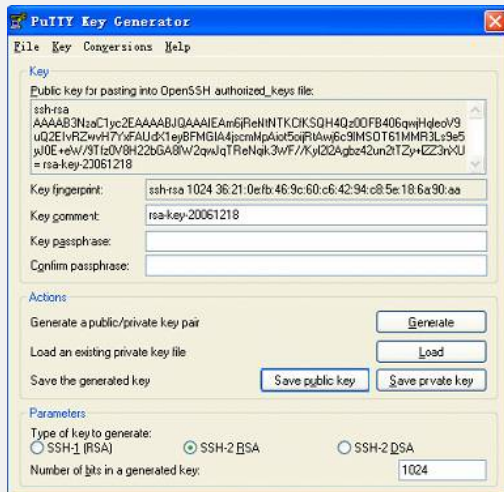 PuTTY Key Generator
File Key Conversions Help
Key
Public key for pasting into OpenSSH authorized_keys file:
ssh-rsa
= rsa-key-20061218
Key fingerprint: ssh-rsa 1024 36:21:0e:fb:46:9c:60:c6:42:94:c8:5e:18:6a:90:aa
Key comment: rsa-key-20061218
Key passphrase:
Confirm passphrase:
Actions
Generate a public/private key pair Generate
Load an existing private key file Load
Save the generated key Save public key Save private key
Parameters
Type of key to generate:
SSH-1 (RSA) SSH-2 RSA SSH-2 DSA
Number of bits in a generated key: 1024